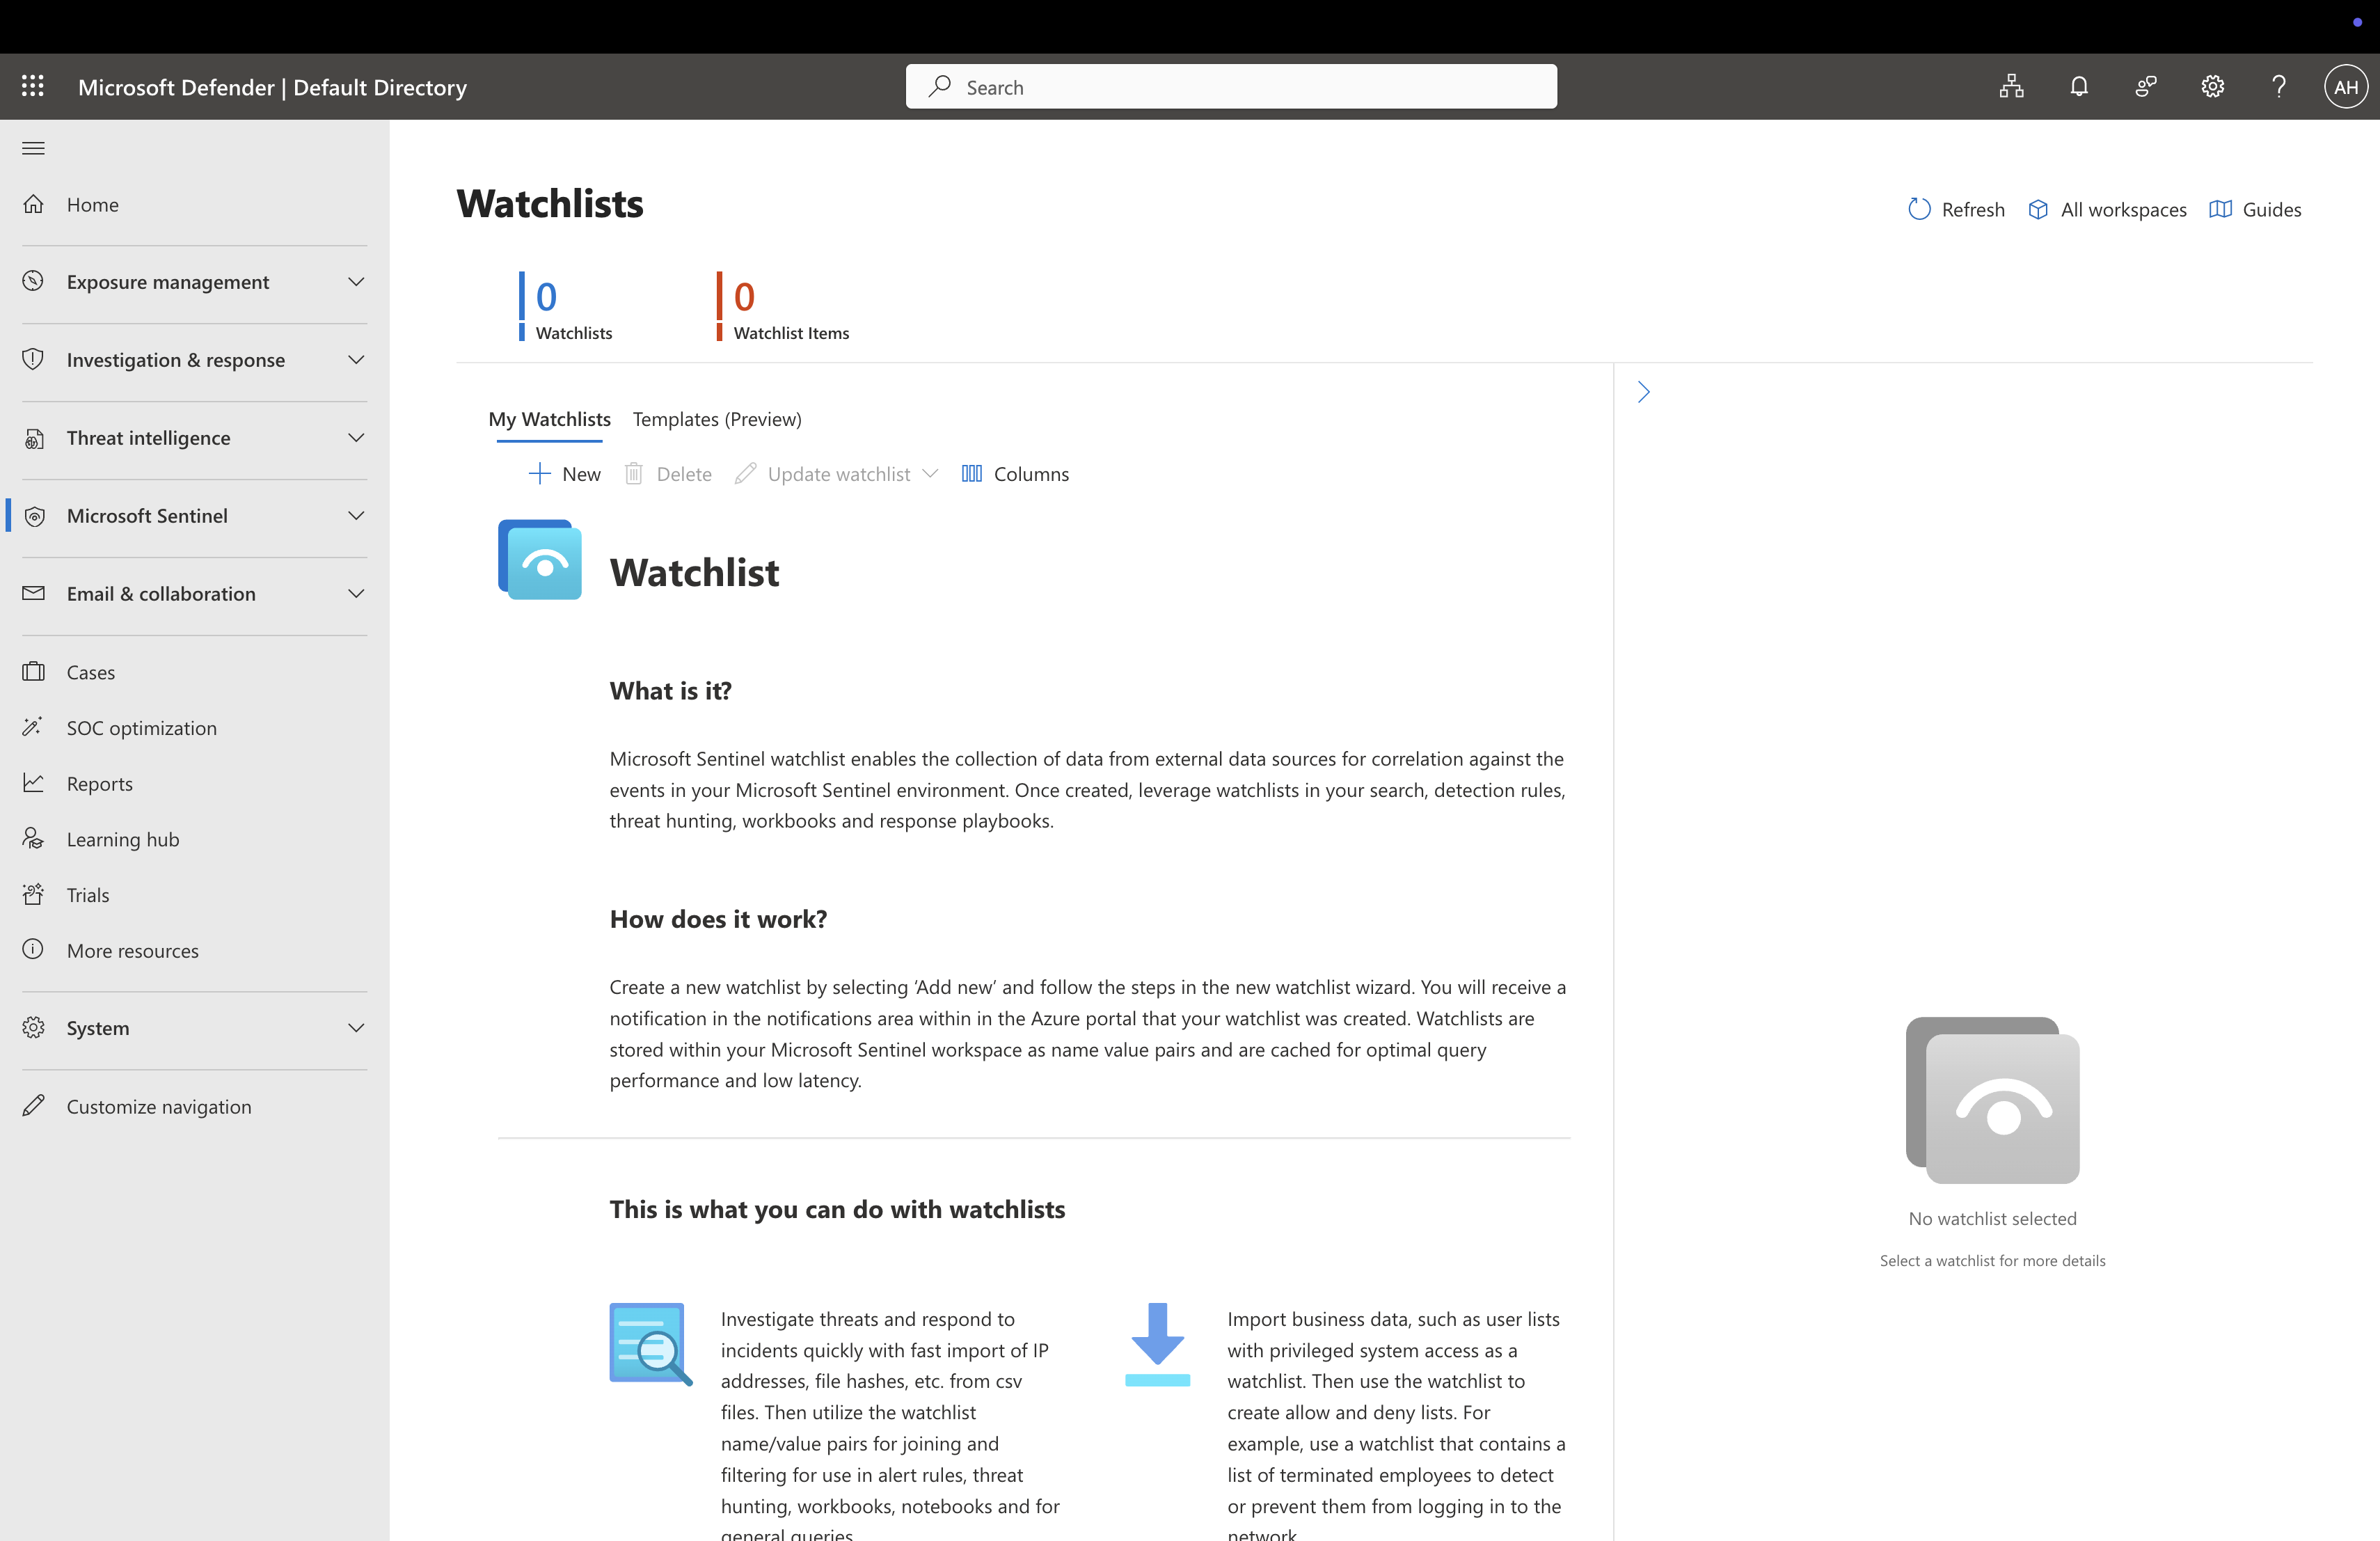 Microsoft Defender | Default Directory
Search
AH
Home
Exposure management
Investigation & response
Threat intelligence
Microsoft Sentinel
Email & collaboration
Cases
SOC optimization
Reports
Learning hub
Trials
More resources
System
Customize navigation
Watchlists
Refresh
All workspaces
Guides
0
Watchlists
0
Watchlist Items
My Watchlists
Templates (Preview)
New
Delete
Update watchlist
Columns
Watchlist
What is it?
Microsoft Sentinel watchlist enables the collection of data from external data sources for correlation against the
events in your Microsoft Sentinel environment. Once created, leverage watchlists in your search, detection rules,
threat hunting, workbooks and response playbooks.
How does it work?
Create a new watchlist by selecting ‘Add new’ and follow the steps in the new watchlist wizard. You will receive a
notification in the notifications area within in the Azure portal that your watchlist was created. Watchlists are
stored within your Microsoft Sentinel workspace as name value pairs and are cached for optimal query
performance and low latency.
This is what you can do with watchlists
Investigate threats and respond to
incidents quickly with fast import of IP
addresses, file hashes, etc. from csv
files. Then utilize the watchlist
name/value pairs for joining and
filtering for use in alert rules, threat
hunting, workbooks, notebooks and for
general queries.
Import business data, such as user lists
with privileged system access as a
watchlist. Then use the watchlist to
create allow and deny lists. For
example, use a watchlist that contains a
list of terminated employees to detect
or prevent them from logging in to the
network.
No watchlist selected
Select a watchlist for more details